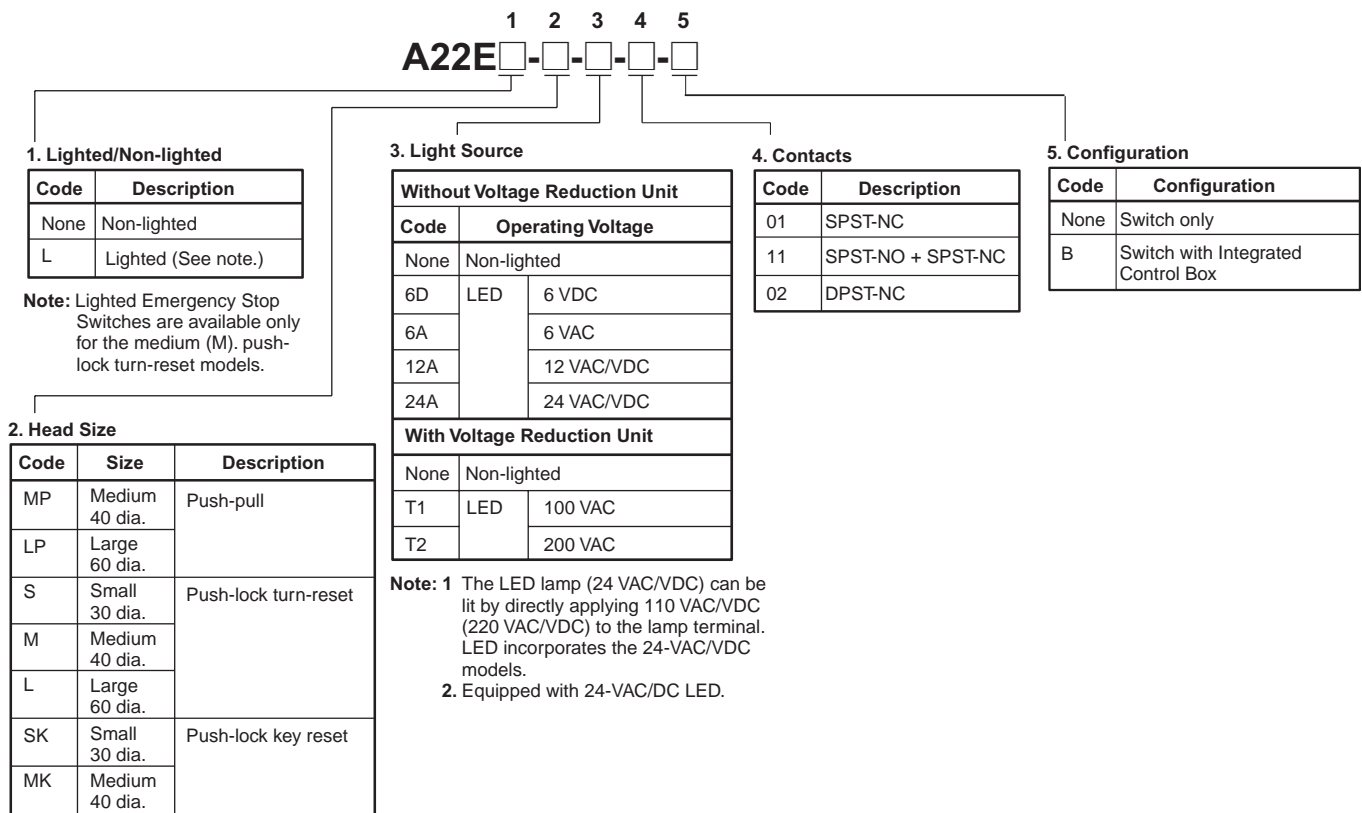 1 2 3 4 5
A22E□-□-□-□-□
1. Lighted/Non-lighted
Code Description
None Non-lighted
L Lighted (See note.)
Note: Lighted Emergency Stop
Switches are available only
for the medium (M). push-
lock turn-reset models.
2. Head Size
Code Size Description
MP Medium Push-pull
40 dia.
LP Large
60 dia.
S Small Push-lock turn-reset
30 dia.
M Medium
40 dia.
L Large
60 dia.
SK Small Push-lock key reset
30 dia.
MK Medium
40 dia.
3. Light Source
Without Voltage Reduction Unit
Code Operating Voltage
None Non-lighted
6D LED 6 VDC
6A 6 VAC
12A 12 VAC/VDC
24A 24 VAC/VDC
With Voltage Reduction Unit
None Non-lighted
T1 LED 100 VAC
T2 200 VAC
Note: 1 The LED lamp (24 VAC/VDC) can be
lit by directly applying 110 VAC/VDC
(220 VAC/VDC) to the lamp terminal.
LED incorporates the 24-VAC/VDC
models.
2. Equipped with 24-VAC/DC LED.
4. Contacts
Code Description
01 SPST-NC
11 SPST-NO + SPST-NC
02 DPST-NC
5. Configuration
Code Configuration
None Switch only
B Switch with Integrated
Control Box